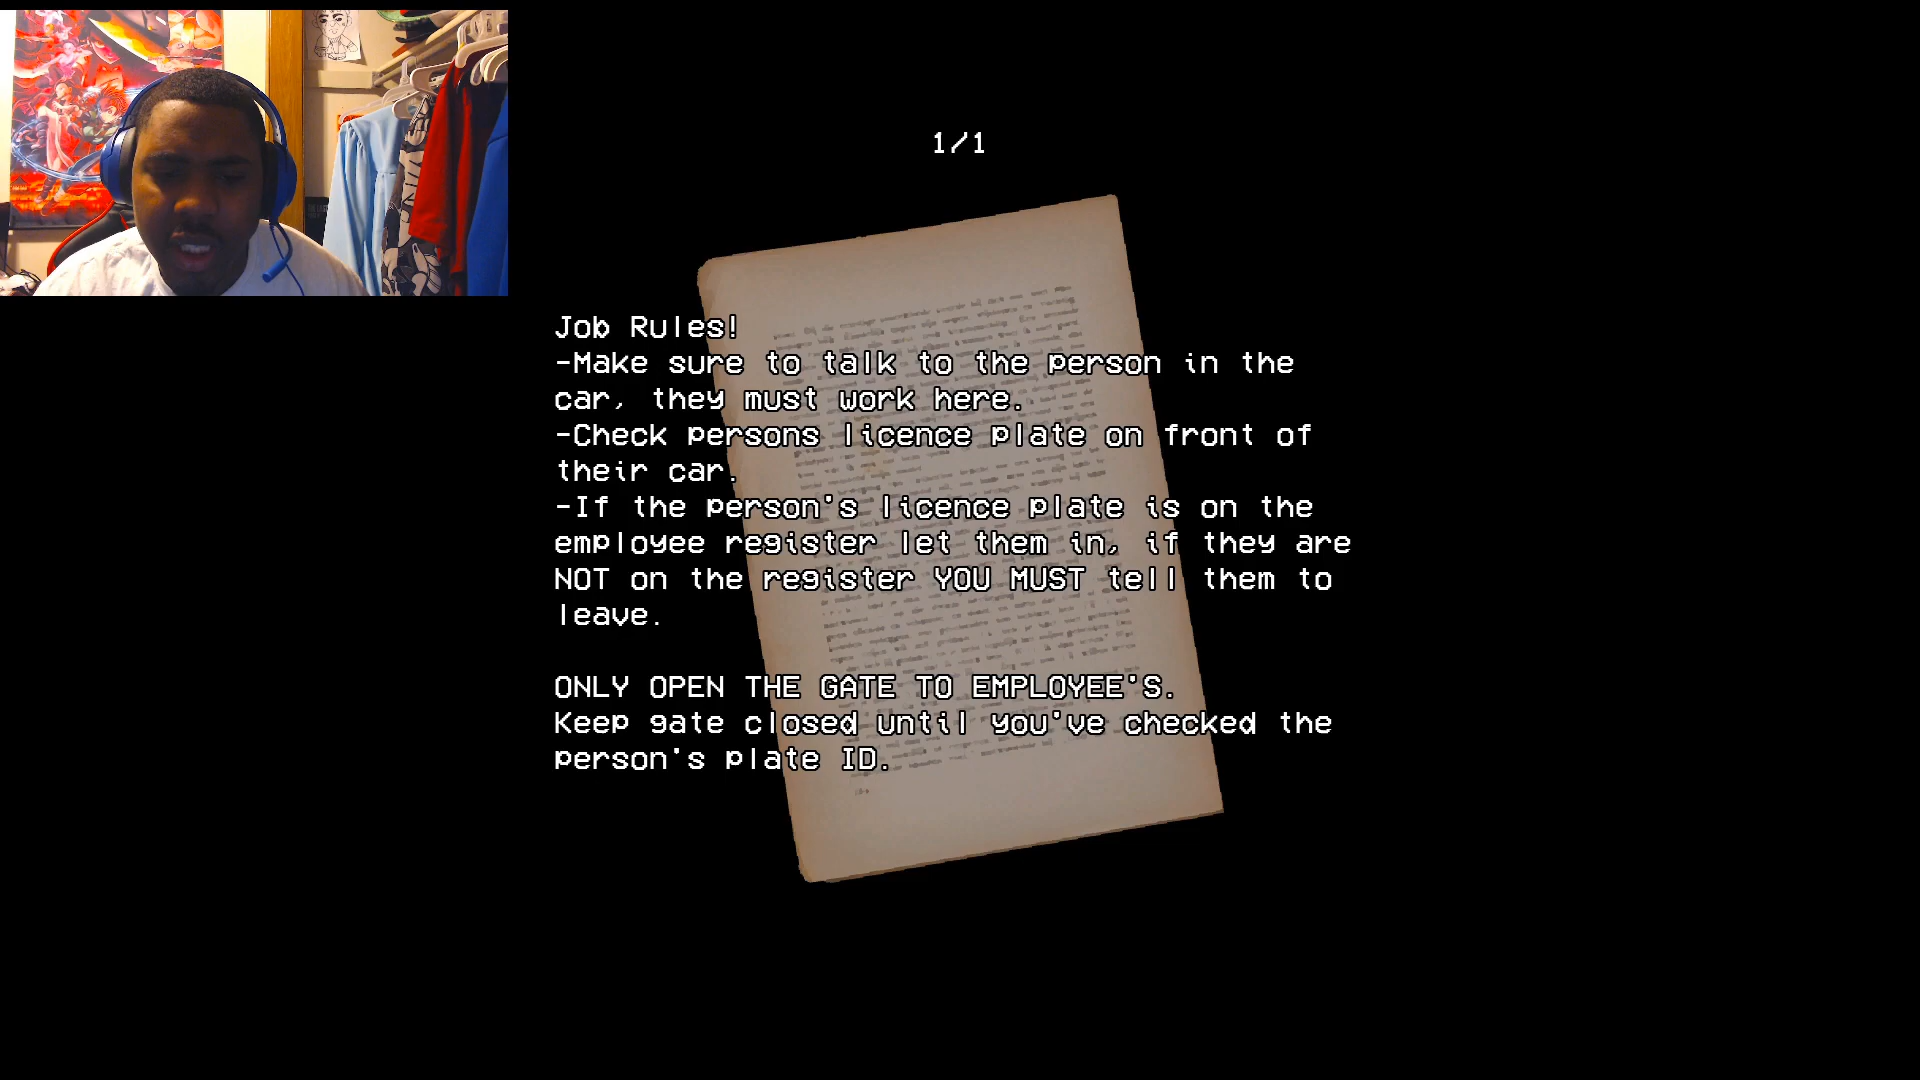 1/1
Job Rules!
-Make sure to talk to the person in the
car, they must work here.
-Check persons licence plate on front of
their car.
-If the person's licence plate is on the
employee register let them in, if they are
NOT on the register YOU MUST tell them to
leave.
ONLY OPEN THE GATE TO EMPLOYEE'S.
Keep gate closed until you've checked the
person's plate ID.